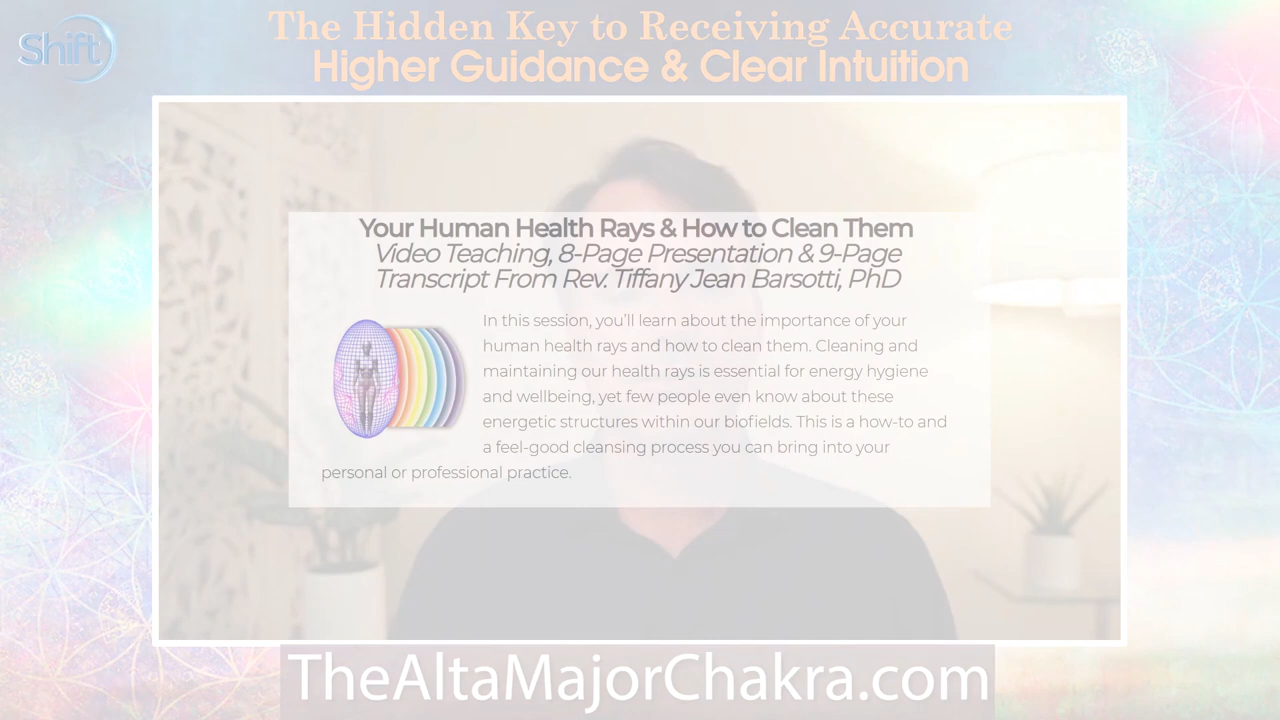 The Hidden Key to Receiving Accurate
Shift
Higher Guidance & Clear Intuition
Your Human Health Rays & How to Clean Them
Video Teaching, 8-Page Presentation & 9-Page
Transcript From Rev. Tiffany Jean Barsotti, PhD
In this session, you'll learn about the importance of your
human health rays and how to clean them. Cleaning and
maintaining our health rays is essential for energy hygiene
and wellbeing, yet few people even know about these
energetic structures within our biofields. This is a how-to and
a feel-good cleansing process you can bring into your
personal or professional practice.
TheAltaMajorChakra.com